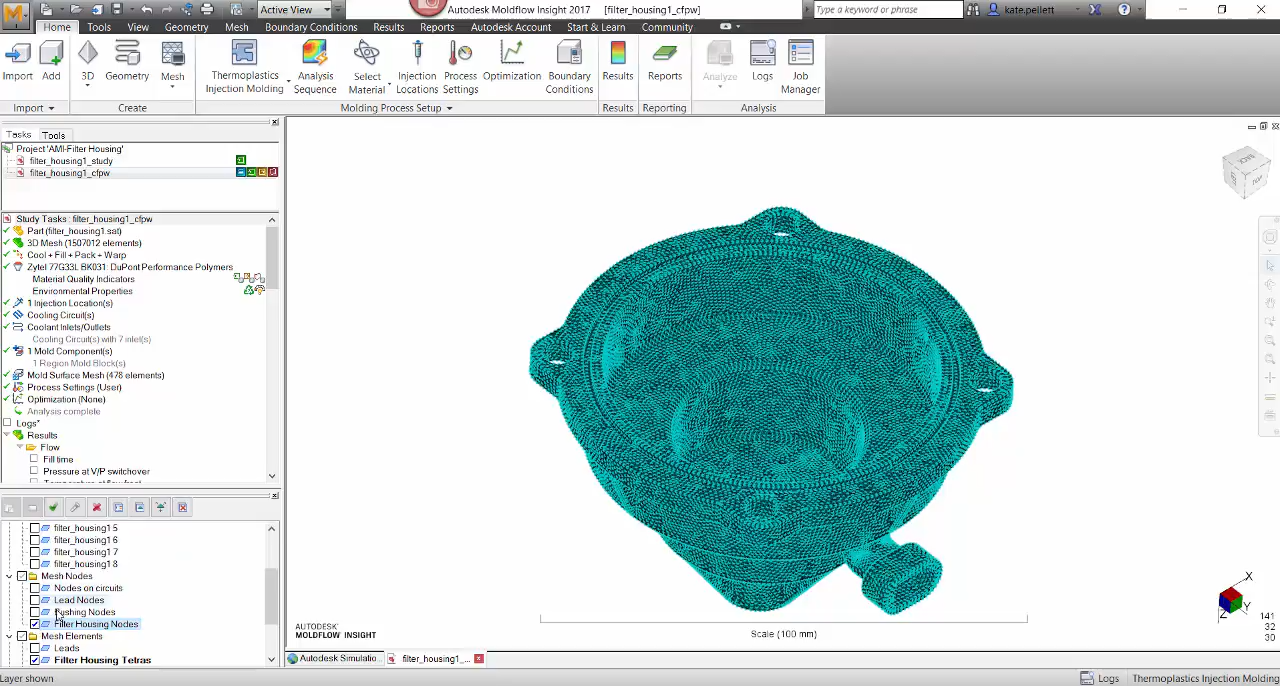 Active View
Autodesk Moldflow Insight 2017 [filter_housing1_cfpw]
Type a keyword or phrase
kate.pellett
Home Tools View Geometry Mesh Boundary Conditions Results Reports Autodesk Account Start & Learn Community
Import Add 3D Geometry Mesh Thermoplastics Injection Molding Analysis Sequence Select Material Injection Locations Process Settings Optimization Boundary Conditions Results Reports Analyze Logs Job Manager
Import Create Molding Process Setup Results Reporting Analysis
Tasks Tools
Project 'AMI-Filter Housing'
filter_housing1_study
filter_housing1_cfpw
Study Tasks : filter_housing1_cfpw
Part (filter_housing1.sat)
3D Mesh (1507012 elements)
Cool + Fill + Pack + Warp
Zytel 77G33L BK031: DuPont Performance Polymers
Material Quality Indicators
Environmental Properties
1 Injection Location(s)
Cooling Circuit(s)
Coolant Inlets/Outlets
Cooling Circuit(s) with 7 inlet(s)
1 Mold Component(s)
1 Region Mold Block(s)
Mold Surface Mesh (478 elements)
Process Settings (User)
Optimization (None)
Analysis complete
Logs*
Results
Flow
Fill time
Pressure at V/P switchover
filter_housing1 5
filter_housing1 6
filter_housing1 7
filter_housing1 8
Mesh Nodes
Nodes on circuits
Lead Nodes
Bushing Nodes
Filter Housing Nodes
Mesh Elements
Leads
Filter Housing Tetras
BACK
TOP
X
Y
Z
141
32
30
AUTODESK
MOLDFLOW INSIGHT
Scale (100 mm)
Autodesk Simulatio...
filter_housing1_...
Layer shown
Logs
Thermoplastics Injection Molding